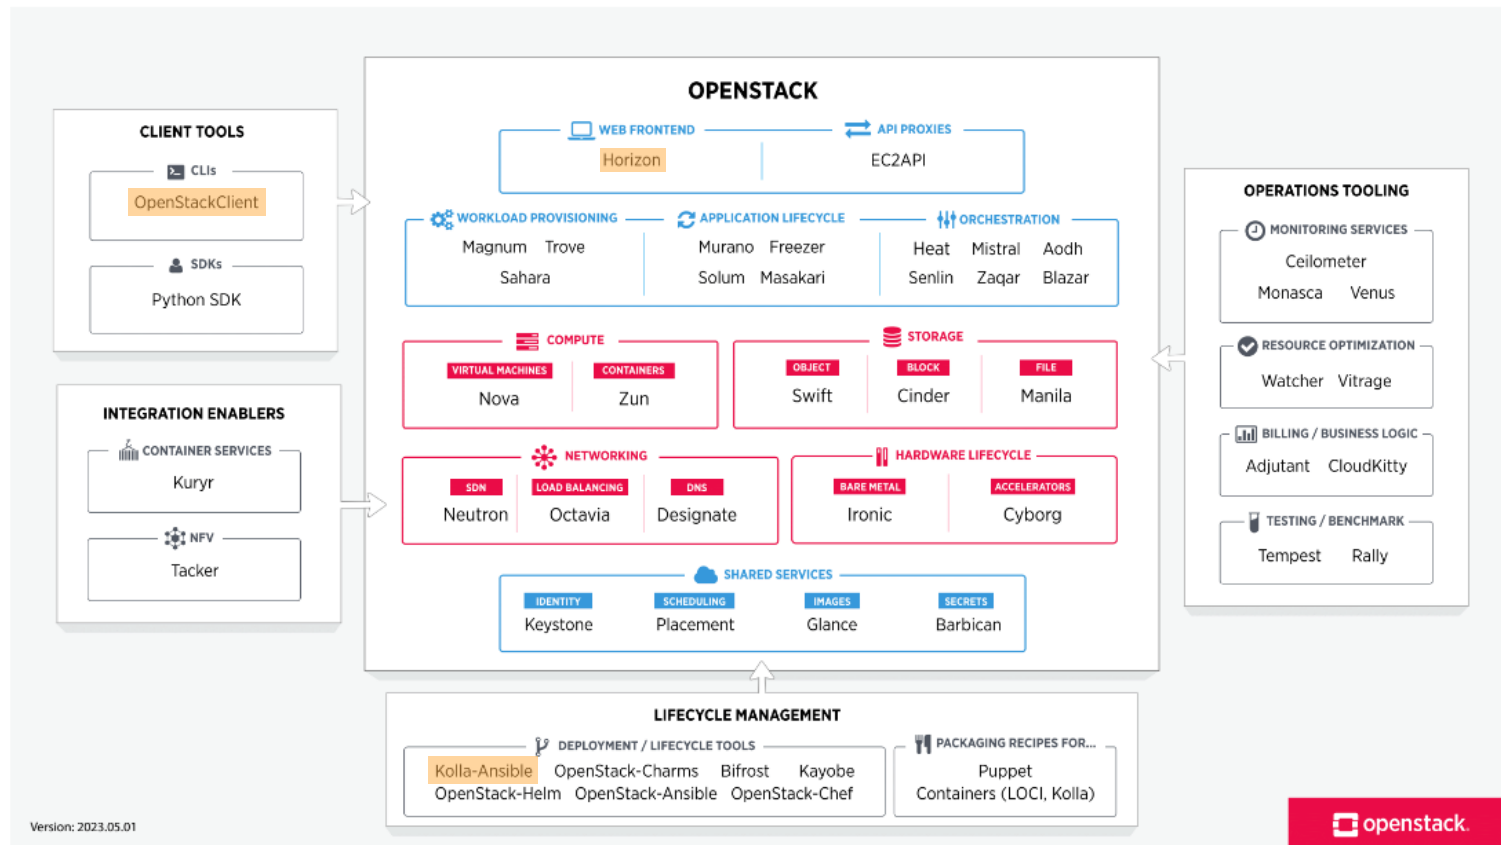 OPENSTACK
WEB FRONTEND
API PROXIES
Horizon
EC2API
WORKLOAD PROVISIONING
APPLICATION LIFECYCLE
ORCHESTRATION
Magnum Trove
Sahara
Murano Freezer
Solum Masakari
Heat Mistral Aodh
Senlin Zaqar Blazar
COMPUTE
VIRTUAL MACHINES
CONTAINERS
Nova
Zun
STORAGE
OBJECT
BLOCK
FILE
Swift
Cinder
Manila
NETWORKING
SDN
LOAD BALANCING
DNS
Neutron
Octavia
Designate
HARDWARE LIFECYCLE
BARE METAL
ACCELERATORS
Ironic
Cyborg
SHARED SERVICES
IDENTITY
SCHEDULING
IMAGES
SECRETS
Keystone
Placement
Glance
Barbican
CLIENT TOOLS
CLIs
OpenStackClient
SDKs
Python SDK
INTEGRATION ENABLERS
CONTAINER SERVICES
Kuryr
NFV
Tacker
OPERATIONS TOOLING
MONITORING SERVICES
Ceilometer
Monasca Venus
RESOURCE OPTIMIZATION
Watcher Vitrage
BILLING / BUSINESS LOGIC
Adjutant CloudKitty
TESTING / BENCHMARK
Tempest Rally
LIFECYCLE MANAGEMENT
DEPLOYMENT / LIFECYCLE TOOLS
Kolla-Ansible OpenStack-Charms Bifrost Kayobe
OpenStack-Helm OpenStack-Ansible OpenStack-Chef
PACKAGING RECIPES FOR...
Puppet
Containers (LOCI, Kolla)
Version: 2023.05.01
openstack.